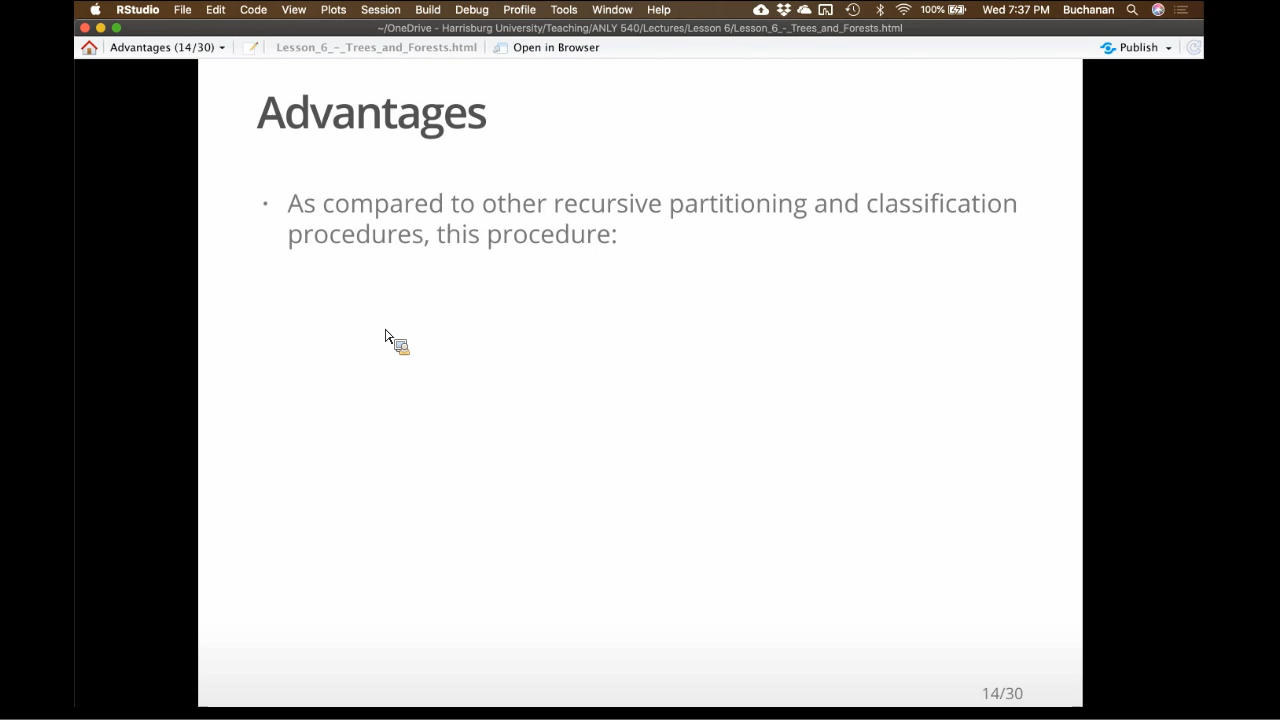 RStudio File Edit Code View Plots Session Build Debug Profile Tools Window Help 100% Wed 7:37 PM Buchanan
~/OneDrive - Harrisburg University/Teaching/ANLY 540/Lectures/Lesson 6/Lesson_6_-_Trees_and_Forests.html
Advantages (14/30) Lesson_6_-_Trees_and_Forests.html Open in Browser Publish
Advantages
• As compared to other recursive partitioning and classification
procedures, this procedure:
14/30